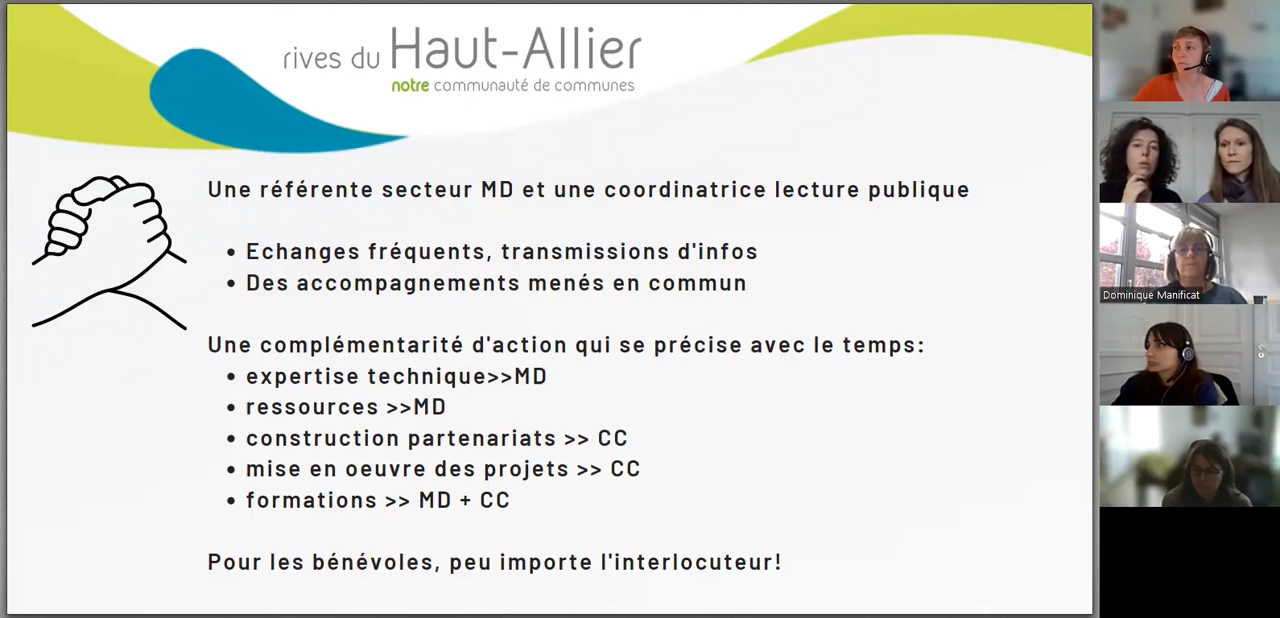 rives du Haut-Allier
notre communauté de communes
Une référente secteur MD et une coordinatrice lecture publique
• Echanges fréquents, transmissions d'infos
• Des accompagnements menés en commun
Une complémentarité d'action qui se précise avec le temps:
• expertise technique>>MD
• ressources >>MD
• construction partenariats >> CC
• mise en oeuvre des projets >> CC
• formations >> MD + CC
Pour les bénévoles, peu importe l'interlocuteur!
Dominique Manificat